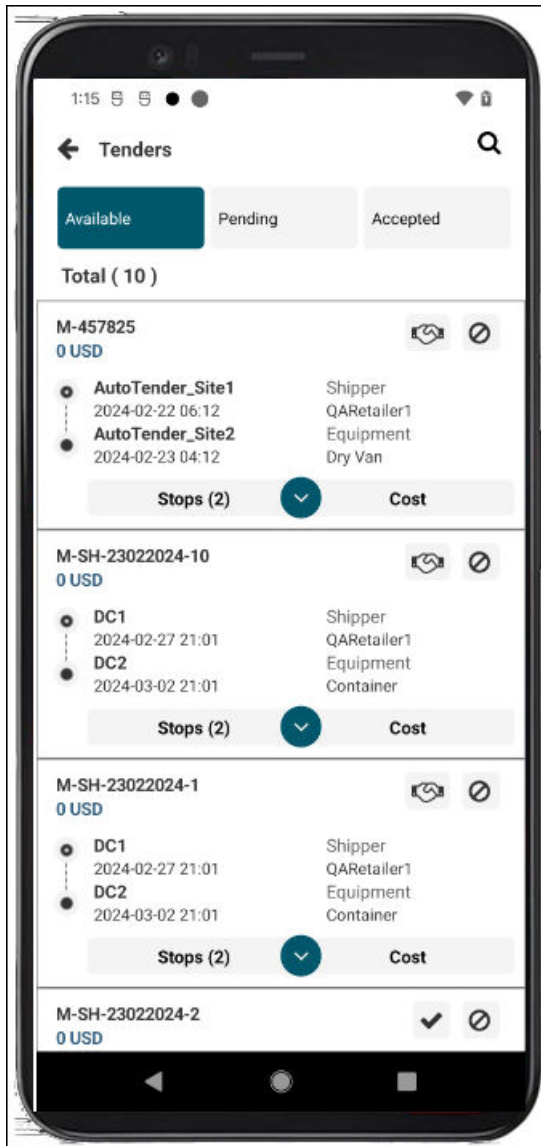 1:15
Tenders
Available Pending Accepted
Total ( 10 )
M-457825
0 USD
AutoTender_Site1 Shipper
2024-02-22 06:12 QARetailer1
AutoTender_Site2 Equipment
2024-02-23 04:12 Dry Van
Stops (2) Cost
M-SH-23022024-10
0 USD
DC1 Shipper
2024-02-27 21:01 QARetailer1
DC2 Equipment
2024-03-02 21:01 Container
Stops (2) Cost
M-SH-23022024-1
0 USD
DC1 Shipper
2024-02-27 21:01 QARetailer1
DC2 Equipment
2024-03-02 21:01 Container
Stops (2) Cost
M-SH-23022024-2
0 USD